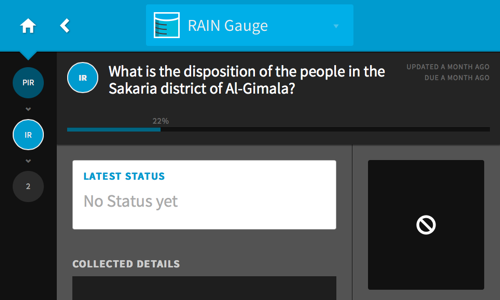 RAIN Gauge
PIR
IR
2
IR
What is the disposition of the people in the
Sakaria district of Al-Gimala?
UPDATED A MONTH AGO
DUE A MONTH AGO
22%
LATEST STATUS
No Status yet
COLLECTED DETAILS